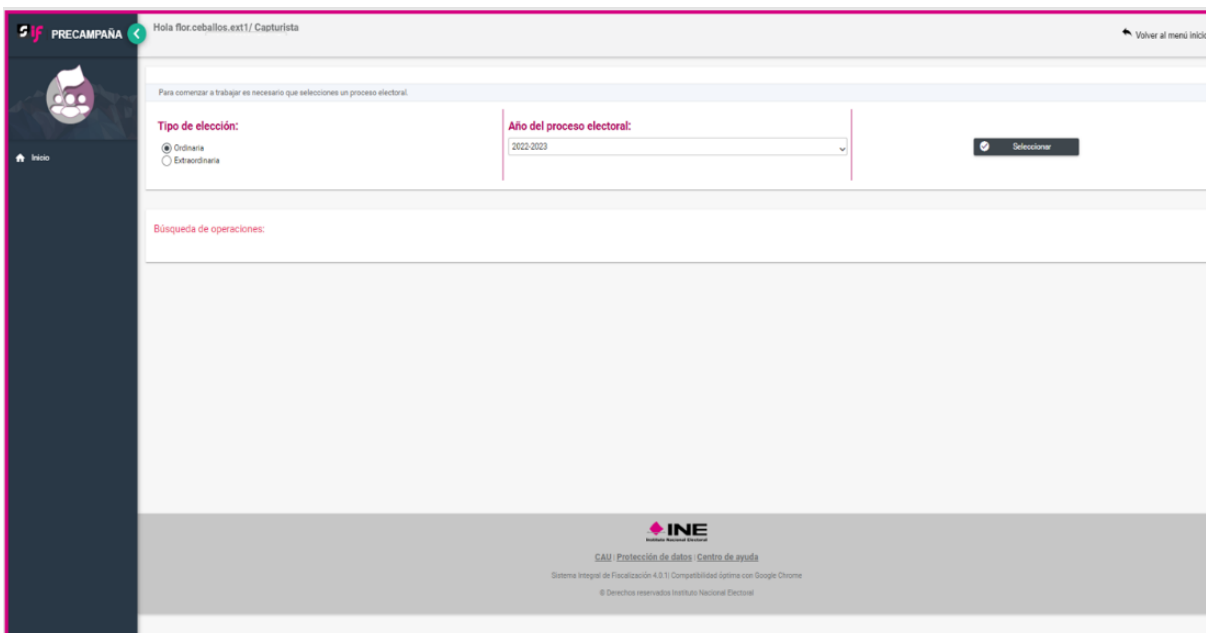 Sif PRECAMPAÑA
Hola flor.ceballos.ext1/ Capturista
Volver al menú inicio
Inicio
Para comenzar a trabajar es necesario que selecciones un proceso electoral.
Tipo de elección:
Ordinaria
Extraordinaria
Año del proceso electoral:
2022-2023
Seleccionar
Búsqueda de operaciones:
INE
Instituto Nacional Electoral
CAU | Protección de datos | Centro de ayuda
Sistema Integral de Fiscalización 4.0.1| Compatibilidad óptima con Google Chrome
® Derechos reservados Instituto Nacional Electoral